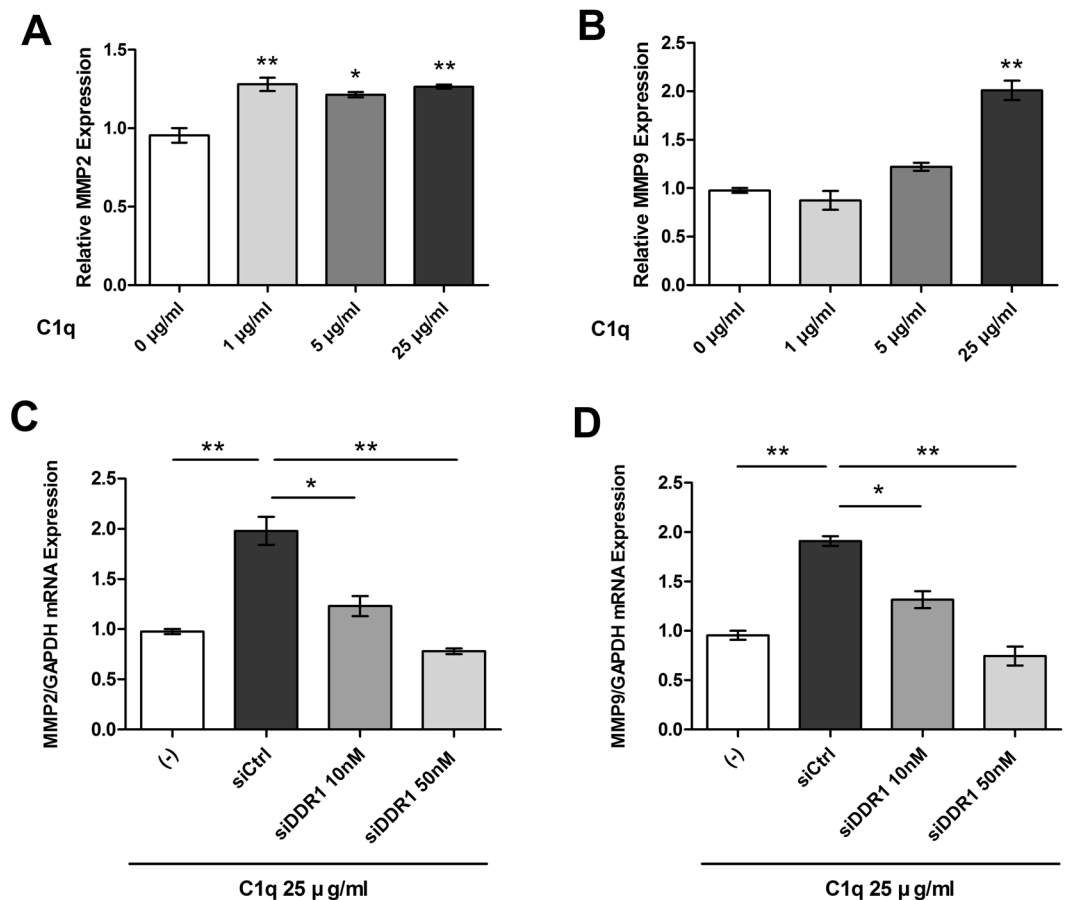 A
Relative MMP2 Expression
1.5
1.0
0.5
0.0
** * **
C1q
0 µg/ml
1 µg/ml
5 µg/ml
25 µg/ml
B
Relative MMP9 Expression
2.5
2.0
1.5
1.0
0.5
0.0
**
C1q
0 µg/ml
1 µg/ml
5 µg/ml
25 µg/ml
C
MMP2/GAPDH mRNA Expression
2.5
2.0
1.5
1.0
0.5
0.0
** **
*
(-)
siCtrl
siDDR1 10nM
siDDR1 50nM
C1q 25 µg/ml
D
MMP9/GAPDH mRNA Expression
2.5
2.0
1.5
1.0
0.5
0.0
** **
*
(-)
siCtrl
siDDR1 10nM
siDDR1 50nM
C1q 25 µg/ml